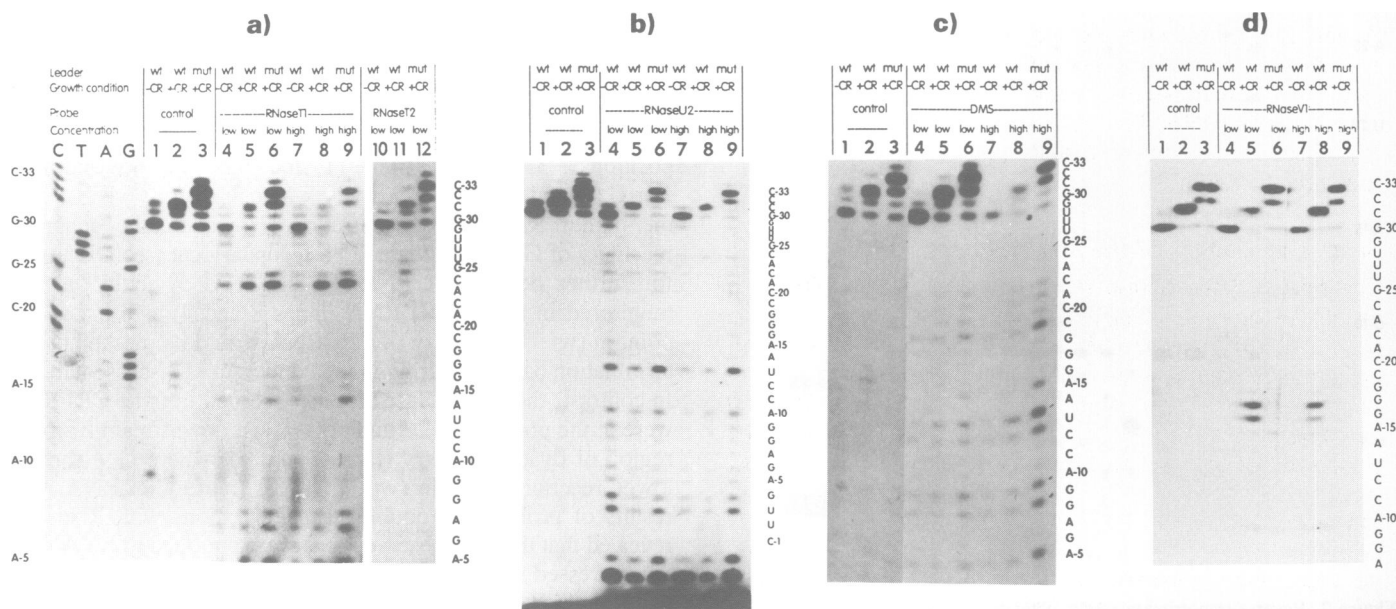 a) b) c) d)
Leader wt wt mut wt wt mut wt wt wt wt wt mut
Growth condition -CR +CR +CR -CR +CR +CR -CR +CR +CR -CR +CR +CR
Probe control RNaseT1 RNaseT2
Concentration low low low high high high low low low
C T A G 1 2 3 4 5 6 7 8 9 10 11 12
C-33
G-30
G-25
C-20
A-15
A-10
A-5
C-33
C
C
G-30
G
U
U
U
G-25
C
A
C
A
C-20
C
G
G
G
A-15
A
U
C
C
A-10
G
G
A
G
A-5
wt wt mut wt wt mut wt wt wt
-CR +CR +CR -CR +CR +CR -CR +CR +CR
control RNaseU2
low low low high high high
1 2 3 4 5 6 7 8 9
C-33
C
C
G-30
G
U
U
U
G-25
C
A
C
A
C-20
C
G
G
G
A-15
A
U
C
C
A-10
G
G
A
G
A-5
G
U
U
C-1
wt wt mut wt wt mut wt wt wt
-CR +CR +CR -CR +CR +CR -CR +CR +CR
control DMS
low low low high high high
1 2 3 4 5 6 7 8 9
C-33
C
C
G-30
G
U
U
U
G-25
C
A
C
A
C-20
C
G
G
G
A-15
A
U
C
C
A-10
G
G
A
G
A-5
wt wt mut wt wt mut wt wt mut
-CR +CR +CR -CR +CR +CR -CR +CR +CR
control RNaseV1
low low low high high high
1 2 3 4 5 6 7 8 9
C-33
C
C
G-30
G
U
U
U
G-25
C
A
C
A
C-20
C
G
G
G
A-15
A
U
C
C
A-10
G
G
A